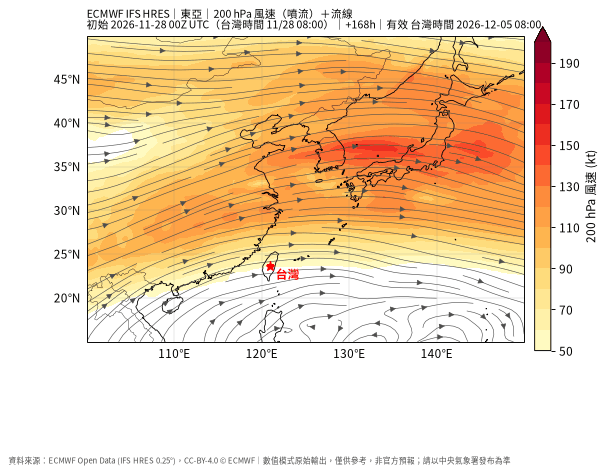 ECMWF IFS HRES｜東亞｜200 hPa 風速（噴流）＋流線
初始 2026-11-28 00Z UTC（台灣時間 11/28 08:00）｜+168h｜有效 台灣時間 2026-12-05 08:00
45°N
40°N
35°N
30°N
25°N
20°N
110°E
120°E
130°E
140°E
台灣
190
170
150
130
110
90
70
50
200 hPa 風速 (kt)
資料來源：ECMWF Open Data (IFS HRES 0.25°)，CC-BY-4.0 © ECMWF｜數值模式原始輸出，僅供參考，非官方預報；請以中央氣象署發布為準